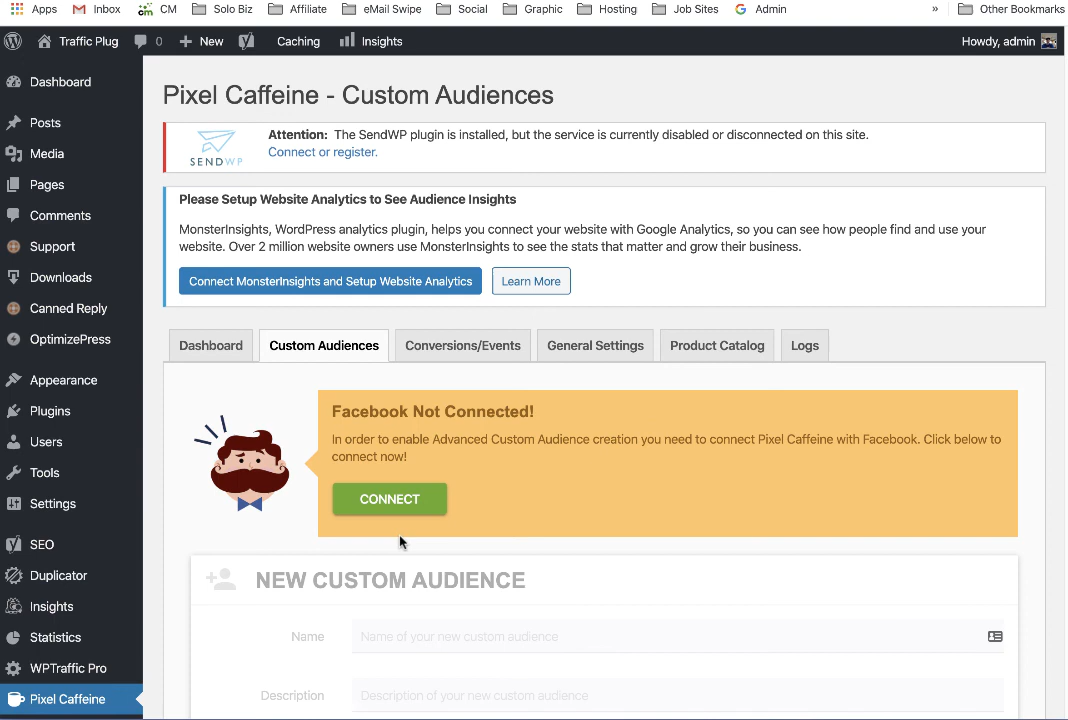 Apps Inbox CM Solo Biz Affiliate eMail Swipe Social Graphic Hosting Job Sites Admin » Other Bookmarks
Traffic Plug 0 New Caching Insights Howdy, admin
Dashboard
Posts
Media
Pages
Comments
Support
Downloads
Canned Reply
OptimizePress
Appearance
Plugins
Users
Tools
Settings
SEO
Duplicator
Insights
Statistics
WPTraffic Pro
Pixel Caffeine
Pixel Caffeine - Custom Audiences
SENDWP
Attention: The SendWP plugin is installed, but the service is currently disabled or disconnected on this site.
Connect or register.
Please Setup Website Analytics to See Audience Insights
MonsterInsights, WordPress analytics plugin, helps you connect your website with Google Analytics, so you can see how people find and use your
website. Over 2 million website owners use MonsterInsights to see the stats that matter and grow their business.
Connect MonsterInsights and Setup Website Analytics Learn More
Dashboard Custom Audiences Conversions/Events General Settings Product Catalog Logs
Facebook Not Connected!
In order to enable Advanced Custom Audience creation you need to connect Pixel Caffeine with Facebook. Click below to
connect now!
CONNECT
NEW CUSTOM AUDIENCE
Name Name of your new custom audience
Description Description of your new custom audience